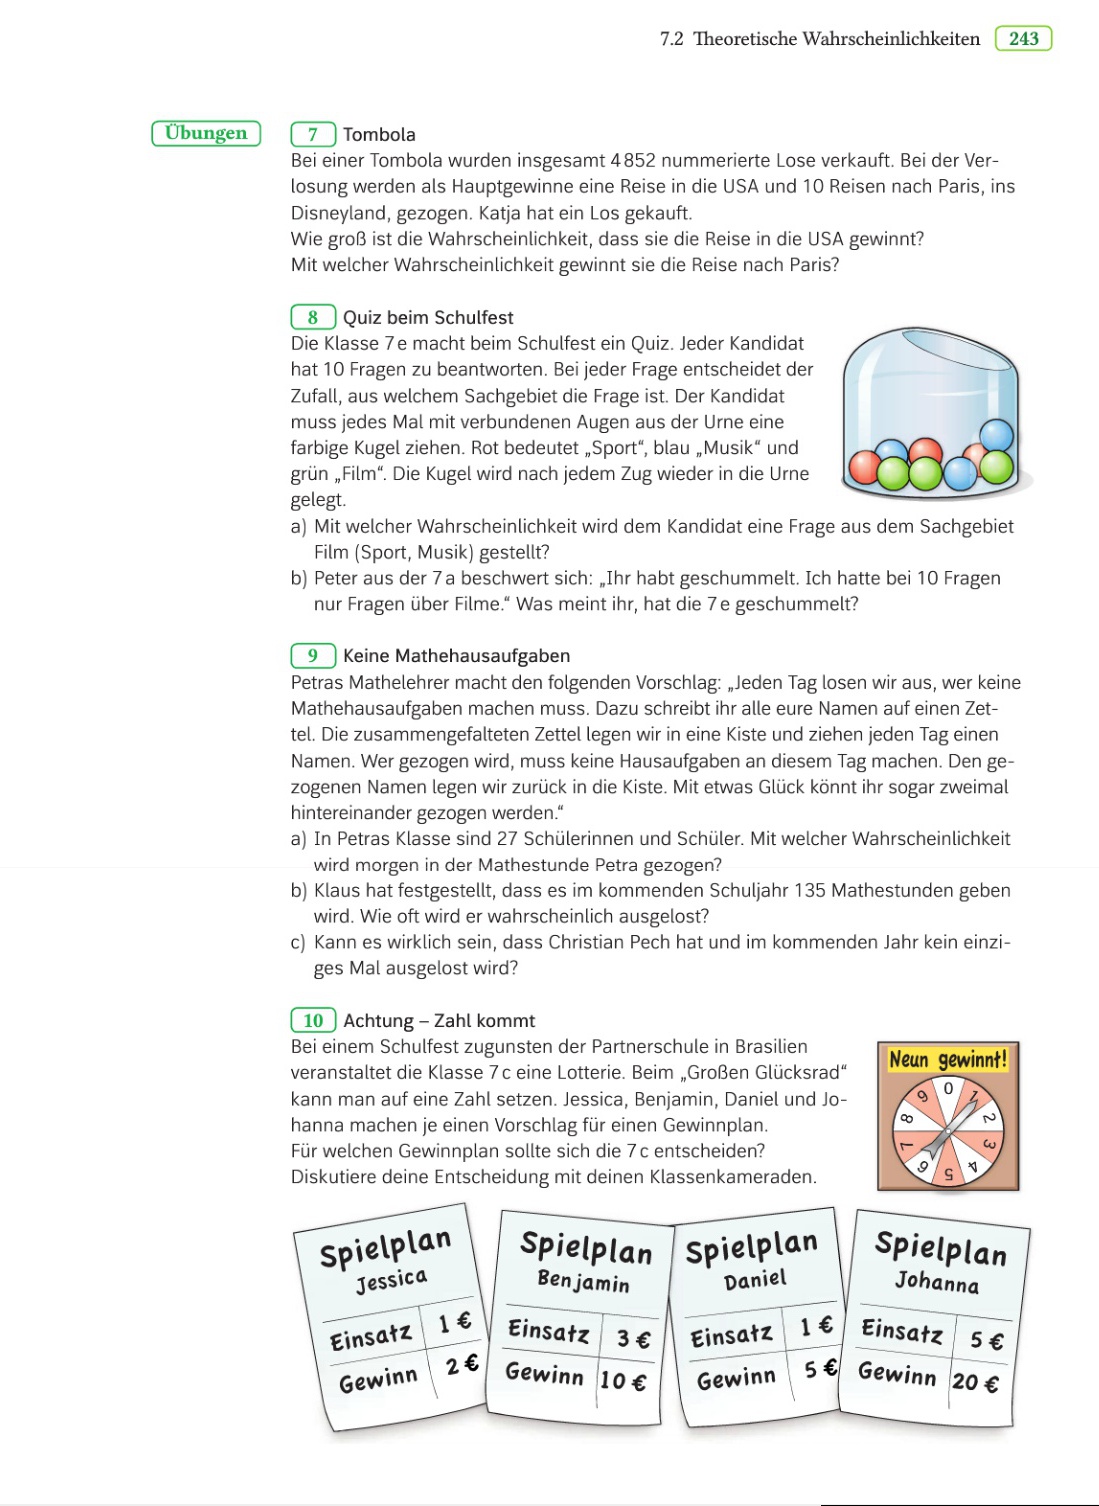 7.2 Theoretische Wahrscheinlichkeiten 243
Übungen
7 Tombola
Bei einer Tombola wurden insgesamt 4 852 nummerierte Lose verkauft. Bei der Ver-
losung werden als Hauptgewinne eine Reise in die USA und 10 Reisen nach Paris, ins
Disneyland, gezogen. Katja hat ein Los gekauft.
Wie groß ist die Wahrscheinlichkeit, dass sie die Reise in die USA gewinnt?
Mit welcher Wahrscheinlichkeit gewinnt sie die Reise nach Paris?
8 Quiz beim Schulfest
Die Klasse 7 e macht beim Schulfest ein Quiz. Jeder Kandidat
hat 10 Fragen zu beantworten. Bei jeder Frage entscheidet der
Zufall, aus welchem Sachgebiet die Frage ist. Der Kandidat
muss jedes Mal mit verbundenen Augen aus der Urne eine
farbige Kugel ziehen. Rot bedeutet „Sport“, blau „Musik“ und
grün „Film“. Die Kugel wird nach jedem Zug wieder in die Urne
gelegt.
a) Mit welcher Wahrscheinlichkeit wird dem Kandidat eine Frage aus dem Sachgebiet
Film (Sport, Musik) gestellt?
b) Peter aus der 7 a beschwert sich: „Ihr habt geschummelt. Ich hatte bei 10 Fragen
nur Fragen über Filme.“ Was meint ihr, hat die 7 e geschummelt?
9 Keine Mathehausaufgaben
Petras Mathelehrer macht den folgenden Vorschlag: „Jeden Tag losen wir aus, wer keine
Mathehausaufgaben machen muss. Dazu schreibt ihr alle eure Namen auf einen Zet-
tel. Die zusammengefalteten Zettel legen wir in eine Kiste und ziehen jeden Tag einen
Namen. Wer gezogen wird, muss keine Hausaufgaben an diesem Tag machen. Den ge-
zogenen Namen legen wir zurück in die Kiste. Mit etwas Glück könnt ihr sogar zweimal
hintereinander gezogen werden.“
a) In Petras Klasse sind 27 Schülerinnen und Schüler. Mit welcher Wahrscheinlichkeit
wird morgen in der Mathestunde Petra gezogen?
b) Klaus hat festgestellt, dass es im kommenden Schuljahr 135 Mathestunden geben
wird. Wie oft wird er wahrscheinlich ausgelost?
c) Kann es wirklich sein, dass Christian Pech hat und im kommenden Jahr kein einzi-
ges Mal ausgelost wird?
10 Achtung – Zahl kommt
Bei einem Schulfest zugunsten der Partnerschule in Brasilien
veranstaltet die Klasse 7 c eine Lotterie. Beim „Großen Glücksrad“
kann man auf eine Zahl setzen. Jessica, Benjamin, Daniel und Jo-
hanna machen je einen Vorschlag für einen Gewinnplan.
Für welchen Gewinnplan sollte sich die 7 c entscheiden?
Diskutiere deine Entscheidung mit deinen Klassenkameraden.
Neun gewinnt!
0
1
2
3
4
5
6
7
8
9
Spielplan
Jessica
Einsatz 1 €
Gewinn 2 €
Spielplan
Benjamin
Einsatz 3 €
Gewinn 10 €
Spielplan
Daniel
Einsatz 1 €
Gewinn 5 €
Spielplan
Johanna
Einsatz 5 €
Gewinn 20 €